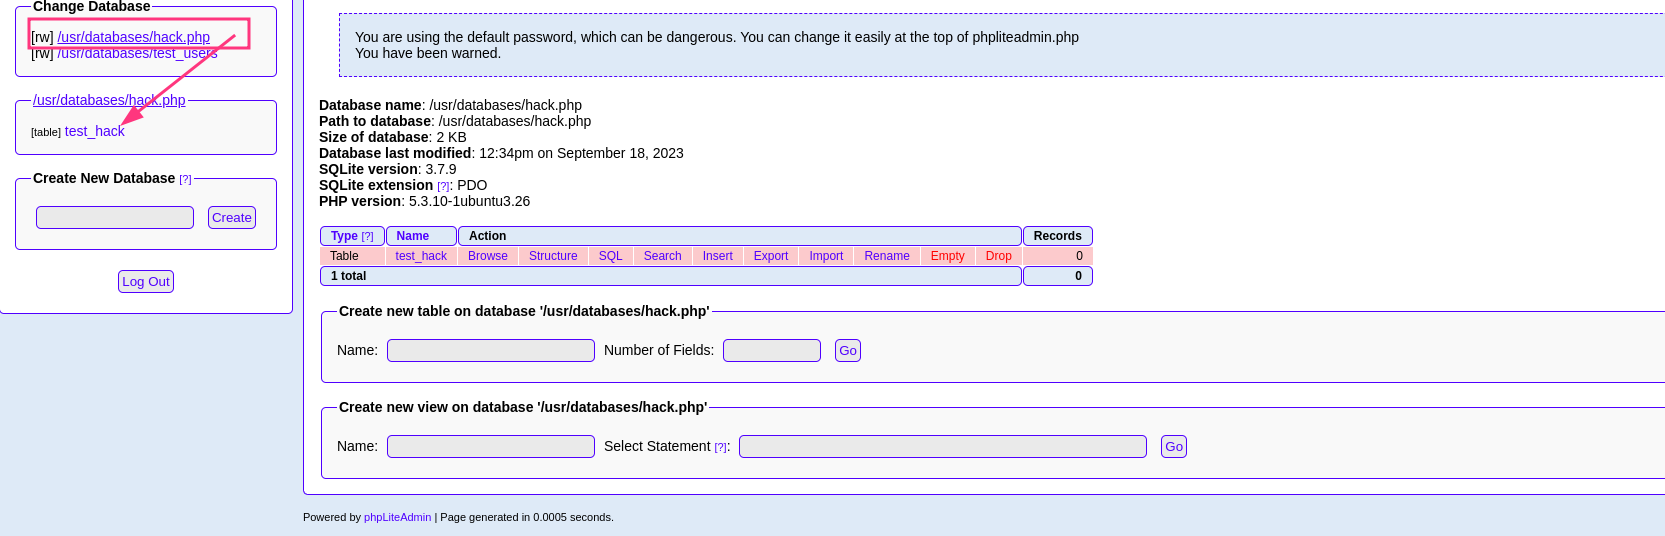 Change Database
[rw] /usr/databases/hack.php
[rw] /usr/databases/test_users
/usr/databases/hack.php
[table] test_hack
Create New Database [?]
Create
Log Out
You are using the default password, which can be dangerous. You can change it easily at the top of phpliteadmin.php
You have been warned.
Database name: /usr/databases/hack.php
Path to database: /usr/databases/hack.php
Size of database: 2 KB
Database last modified: 12:34pm on September 18, 2023
SQLite version: 3.7.9
SQLite extension [?]: PDO
PHP version: 5.3.10-1ubuntu3.26
Type [?] Name Action Records
Table test_hack Browse Structure SQL Search Insert Export Import Rename Empty Drop 0
1 total 0
Create new table on database '/usr/databases/hack.php'
Name: Number of Fields: Go
Create new view on database '/usr/databases/hack.php'
Name: Select Statement [?]: Go
Powered by phpLiteAdmin | Page generated in 0.0005 seconds.